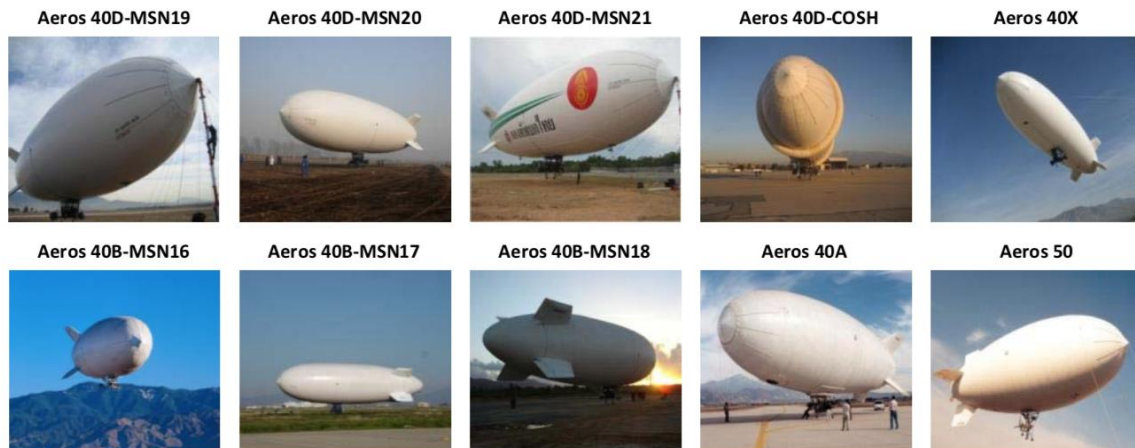 Aeros 40D-MSN19
Aeros 40D-MSN20
Aeros 40D-MSN21
Aeros 40D-COSH
Aeros 40X
Aeros 40B-MSN16
Aeros 40B-MSN17
Aeros 40B-MSN18
Aeros 40A
Aeros 50